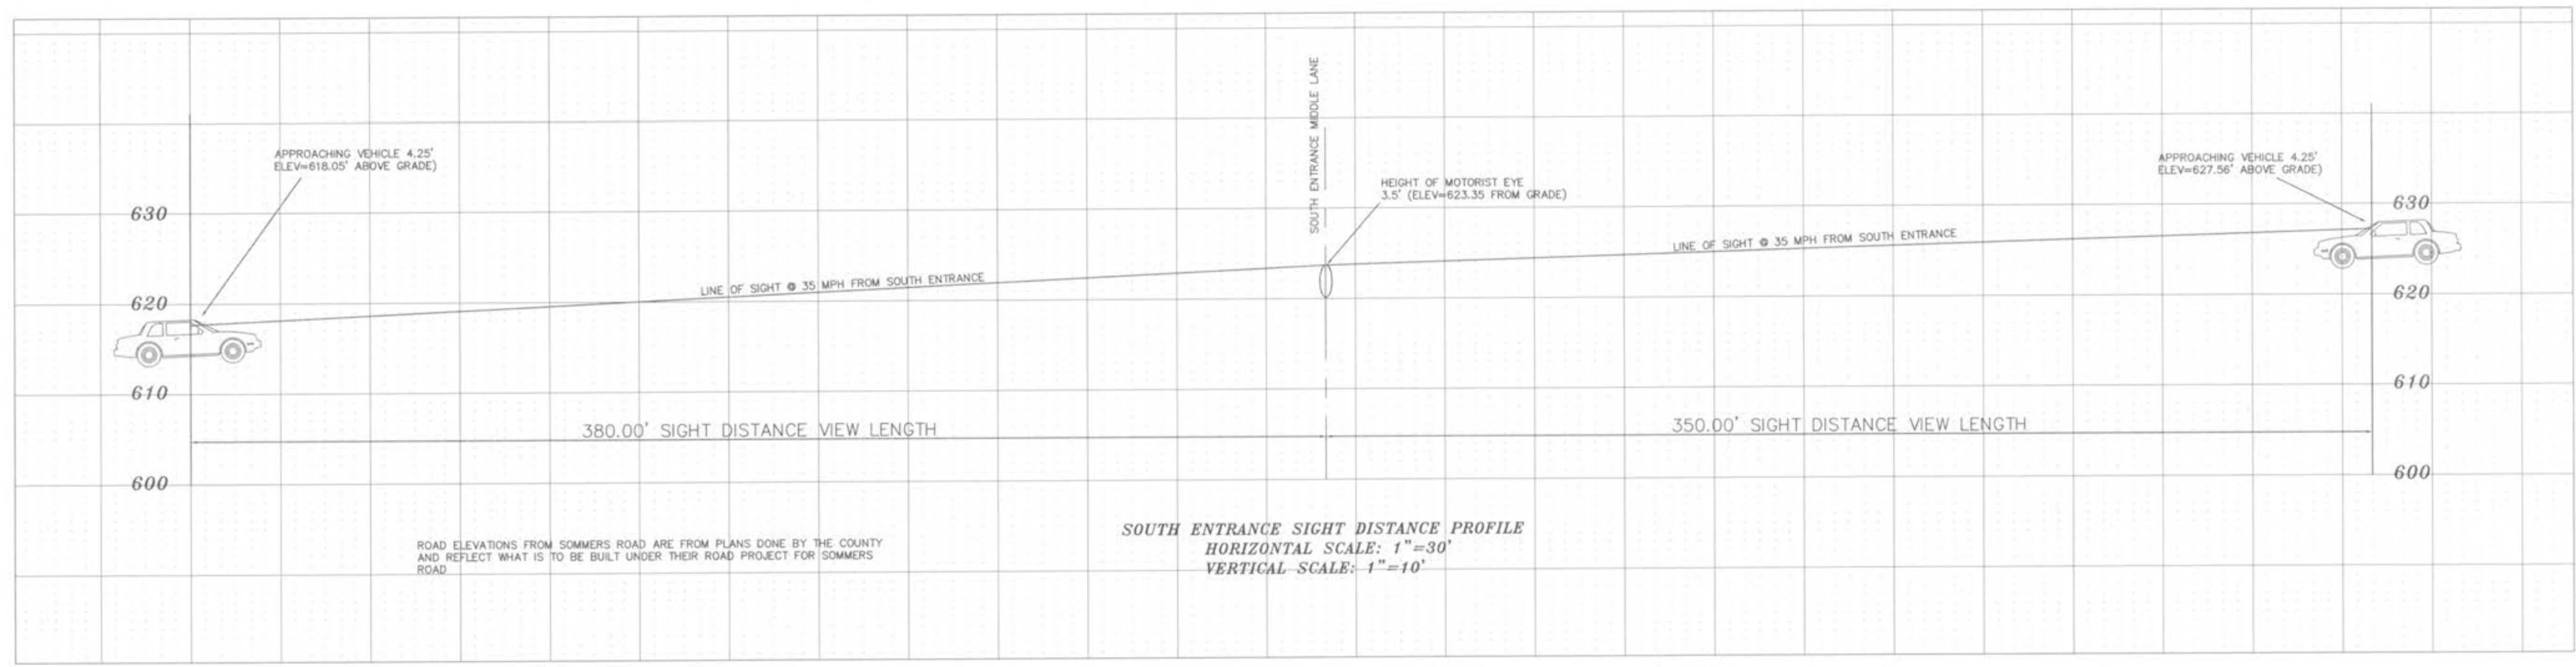 SOUTH ENTRANCE MIDDLE LANE
APPROACHING VEHICLE 4.25'
ELEV=618.05' ABOVE GRADE)
HEIGHT OF MOTORIST EYE
3.5' (ELEV=623.35 FROM GRADE)
APPROACHING VEHICLE 4.25'
ELEV=627.56' ABOVE GRADE)
630
630
LINE OF SIGHT @ 35 MPH FROM SOUTH ENTRANCE
LINE OF SIGHT @ 35 MPH FROM SOUTH ENTRANCE
620
620
610
610
380.00' SIGHT DISTANCE VIEW LENGTH
350.00' SIGHT DISTANCE VIEW LENGTH
600
600
ROAD ELEVATIONS FROM SOMMERS ROAD ARE FROM PLANS DONE BY THE COUNTY
AND REFLECT WHAT IS TO BE BUILT UNDER THEIR ROAD PROJECT FOR SOMMERS
ROAD
SOUTH ENTRANCE SIGHT DISTANCE PROFILE
HORIZONTAL SCALE: 1"=30'
VERTICAL SCALE: 1"=10'